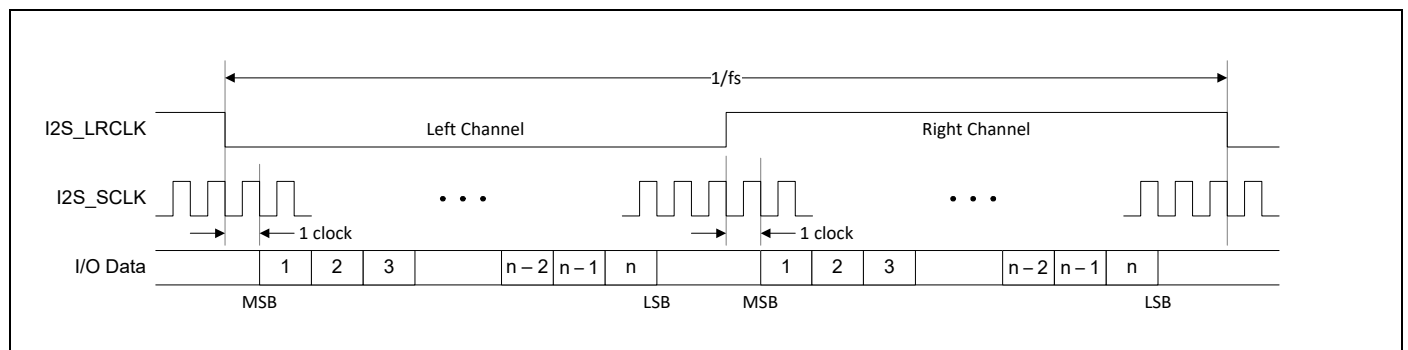 1/fs
I2S_LRCLK Left Channel Right Channel
I2S_SCLK • • • • • •
1 clock 1 clock
I/O Data 1 2 3 n – 2 n – 1 n 1 2 3 n – 2 n – 1 n
MSB LSB MSB LSB